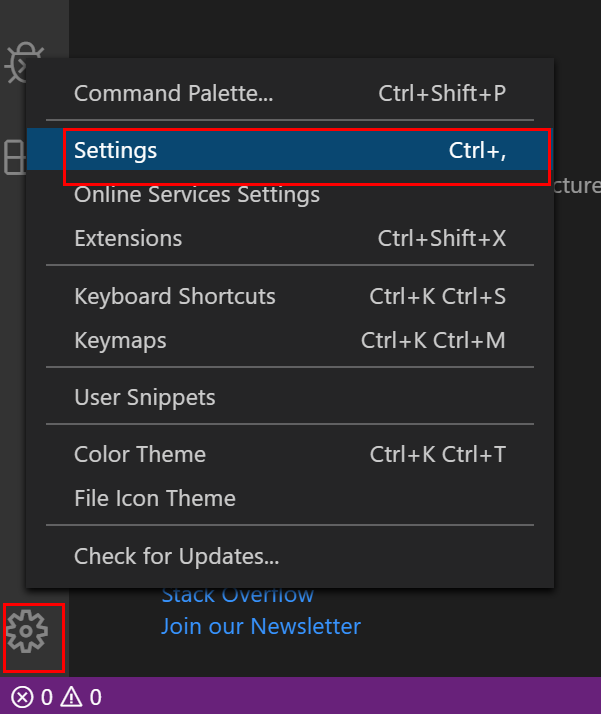 Command Palette... Ctrl+Shift+P
Settings Ctrl+,
cture
Online Services Settings
Extensions Ctrl+Shift+X
Keyboard Shortcuts Ctrl+K Ctrl+S
Keymaps Ctrl+K Ctrl+M
User Snippets
Color Theme Ctrl+K Ctrl+T
File Icon Theme
Check for Updates...
Stack Overflow
Join our Newsletter
0 0